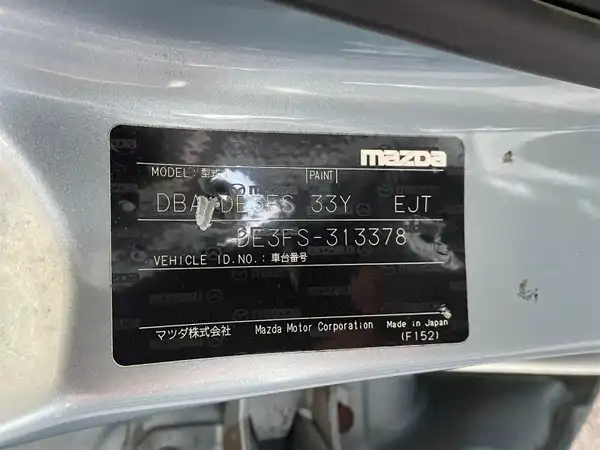 mazda
MODEL:型式 PAINT
DBA-DE3FS 33Y EJT
DE3FS-313378
VEHICLE ID.NO.:車台番号
マツダ株式会社 Mazda Motor Corporation Made in Japan
(F152)